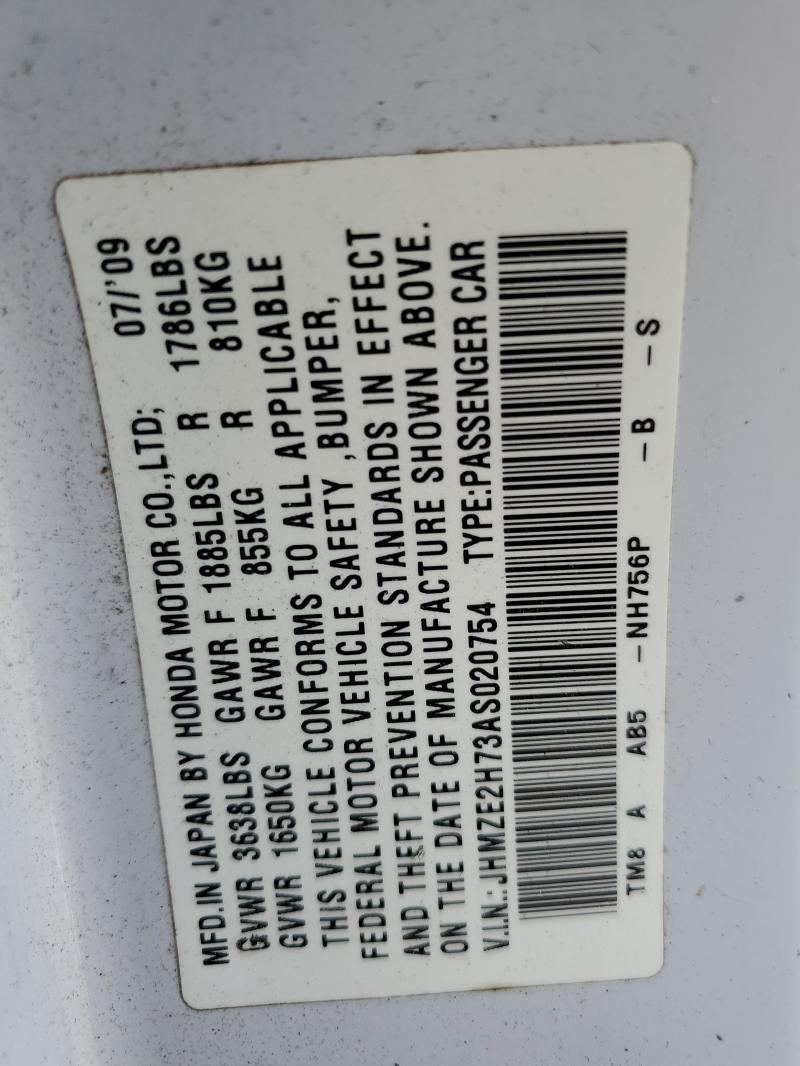 MFD.IN JAPAN BY HONDA MOTOR CO.,LTD; 07/'09
GVWR 3638LBS GAWR F 1885LBS R 1786LBS
GVWR 1650KG GAWR F 855KG R 810KG
THIS VEHICLE CONFORMS TO ALL APPLICABLE
FEDERAL MOTOR VEHICLE SAFETY ,BUMPER,
AND THEFT PREVENTION STANDARDS IN EFFECT
ON THE DATE OF MANUFACTURE SHOWN ABOVE.
V.I.N.: JHMZE2H73AS020754 TYPE:PASSENGER CAR
TM8 A AB5 -NH756P -B -S